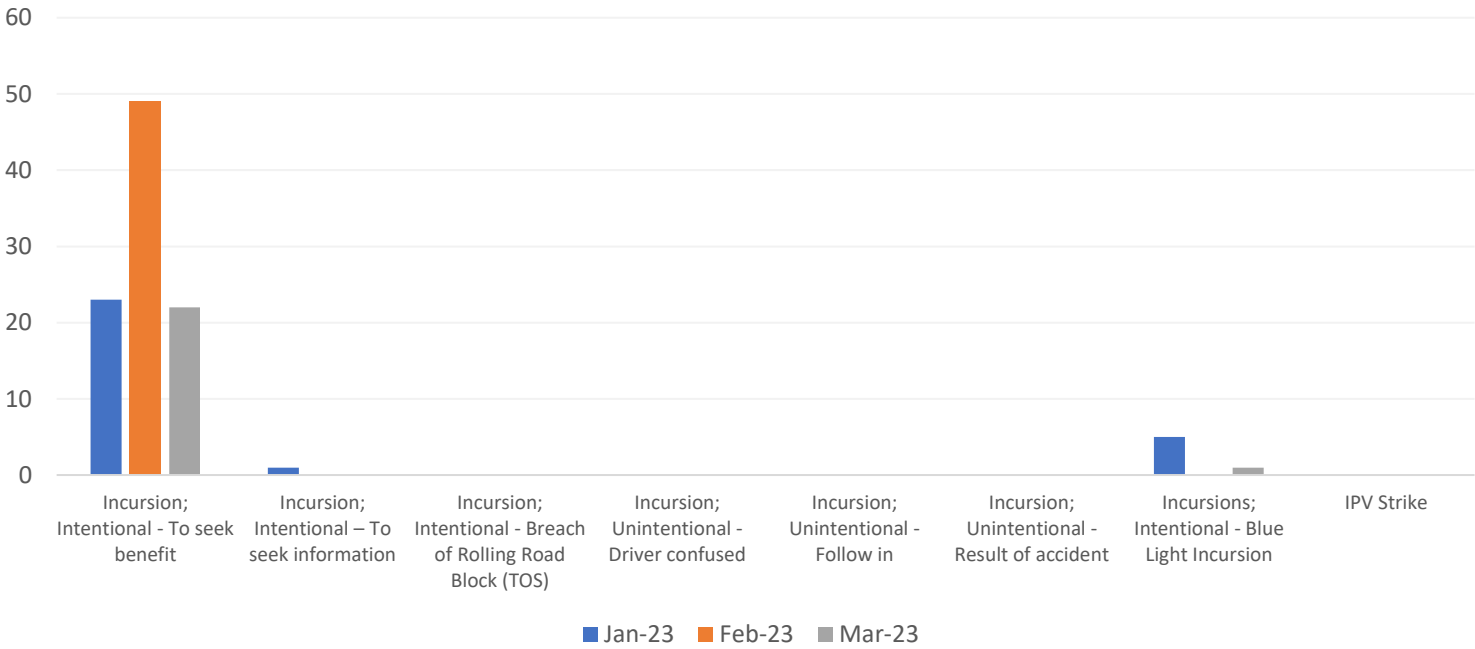 60
50
40
30
20
10
0
Incursion;
Intentional - To seek
benefit
Incursion;
Intentional – To
seek information
Incursion;
Intentional - Breach
of Rolling Road
Block (TOS)
Incursion;
Unintentional -
Driver confused
Incursion;
Unintentional -
Follow in
Incursion;
Unintentional -
Result of accident
Incursions;
Intentional - Blue
Light Incursion
IPV Strike
Jan-23 Feb-23 Mar-23